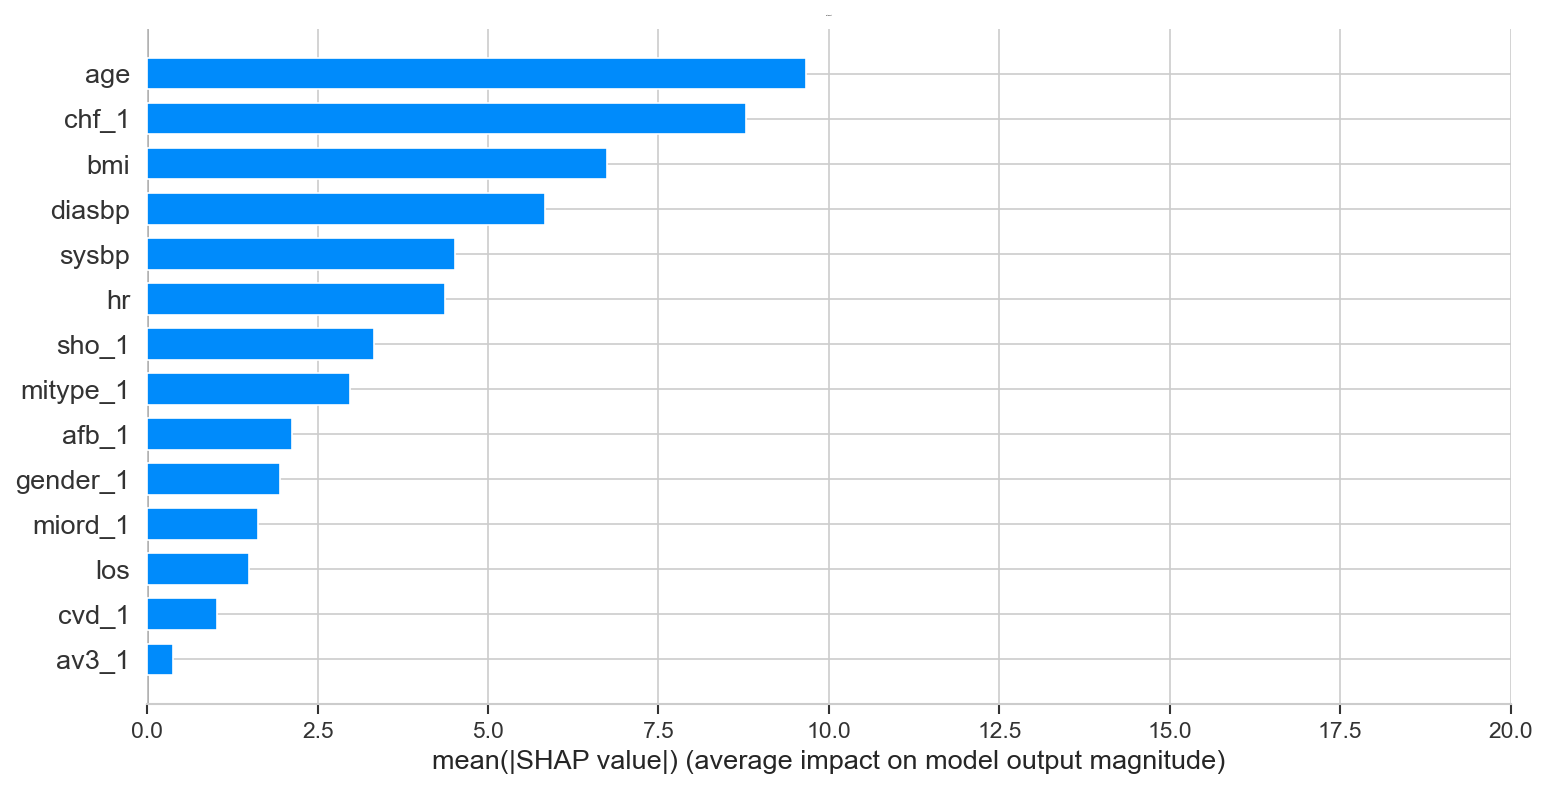 age
chf_1
bmi
diasbp
sysbp
hr
sho_1
mitype_1
afb_1
gender_1
miord_1
los
cvd_1
av3_1
0.0 2.5 5.0 7.5 10.0 12.5 15.0 17.5 20.0
mean(|SHAP value|) (average impact on model output magnitude)